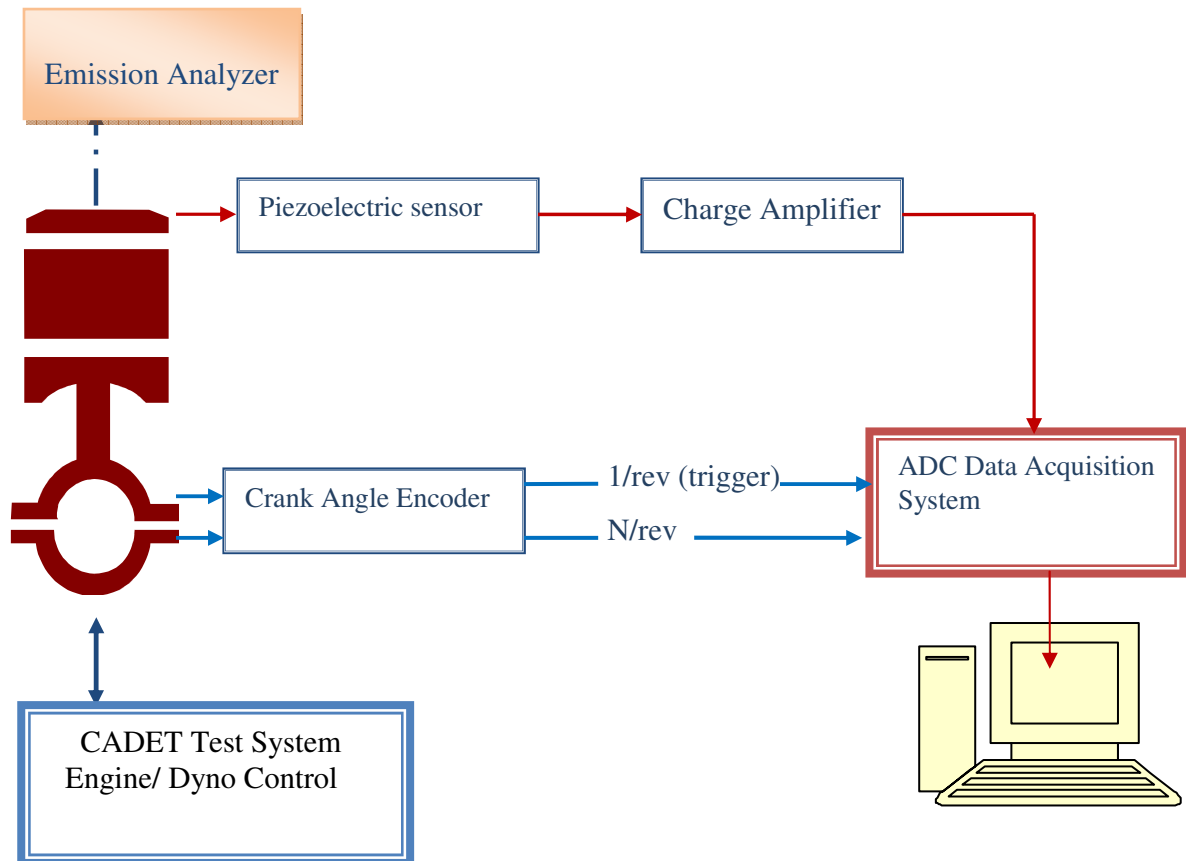 Emission Analyzer
Piezoelectric sensor
Charge Amplifier
Crank Angle Encoder
1/rev (trigger)
N/rev
ADC Data Acquisition
System
CADET Test System
Engine/ Dyno Control